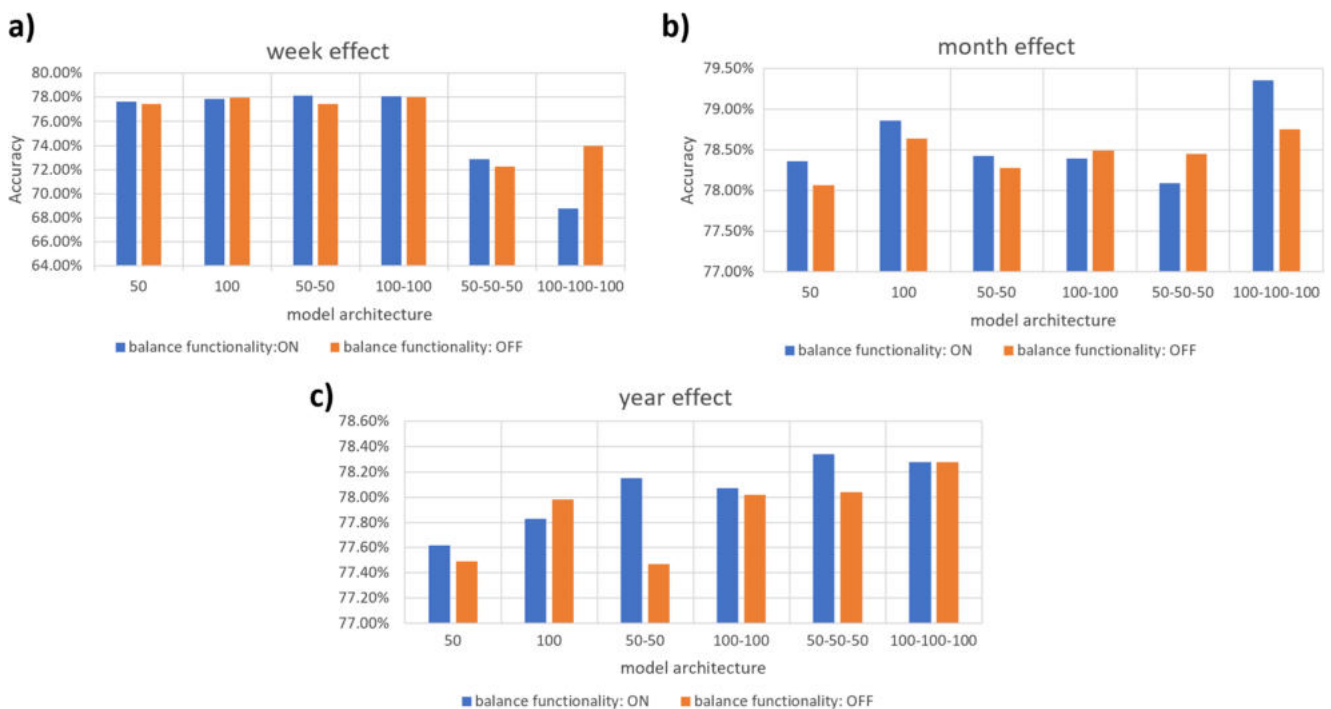 a)
week effect
80.00%
78.00%
76.00%
74.00%
72.00%
70.00%
68.00%
66.00%
64.00%
Accuracy
50 100 50-50 100-100 50-50-50 100-100-100
model architecture
balance functionality:ON balance functionality: OFF
b)
month effect
79.50%
79.00%
78.50%
78.00%
77.50%
77.00%
Accuracy
50 100 50-50 100-100 50-50-50 100-100-100
model architecture
balance functionality: ON balance functionality: OFF
c)
year effect
78.60%
78.40%
78.20%
78.00%
77.80%
77.60%
77.40%
77.20%
77.00%
50 100 50-50 100-100 50-50-50 100-100-100
model architecture
balance functionality: ON balance functionality: OFF